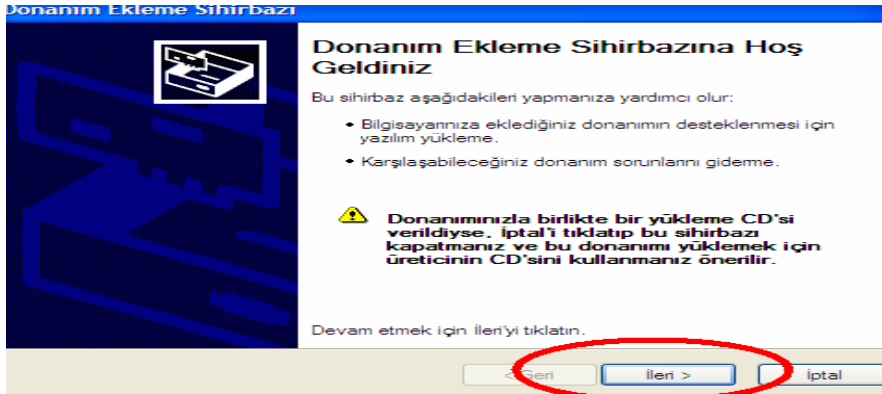 Donanım Ekleme Sihirbazı
Donanım Ekleme Sihirbazına Hoş
Geldiniz
Bu sihirbaz aşağıdakileri yapmanıza yardımcı olur:
• Bilgisayarınıza eklediğiniz donanımın desteklenmesi için
yazılım yükleme.
• Karşılaşabileceğiniz donanım sorunlarını giderme.
Donanımınızla birlikte bir yükleme CD'si
verildiyse, İptal'i tıklatıp bu sihirbazı
kapatmanız ve bu donanımı yüklemek için
üreticinin CD'sini kullanmanız önerilir.
Devam etmek için İleri'yi tıklatın.
< Geri İleri > İptal